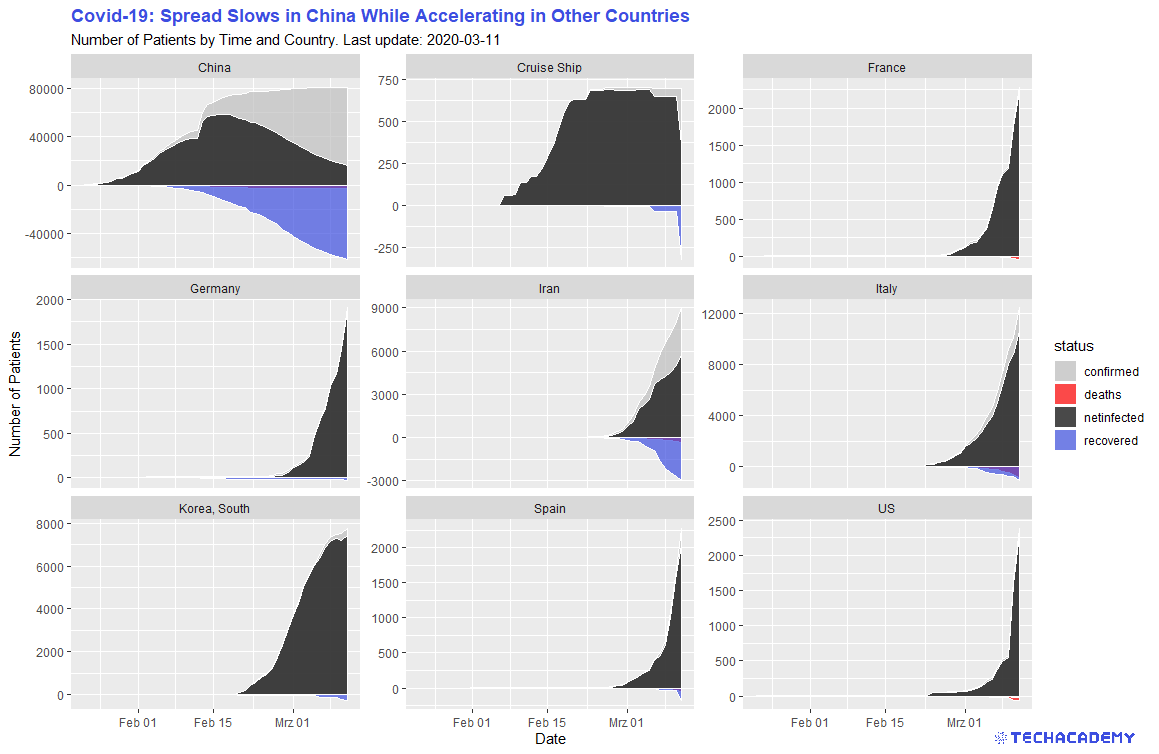 Covid-19: Spread Slows in China While Accelerating in Other Countries
Number of Patients by Time and Country. Last update: 2020-03-11
China
Cruise Ship
France
80000
40000
0
-40000
750
500
250
0
-250
2000
1500
1000
500
0
Germany
Iran
Italy
2000
1500
1000
500
0
9000
6000
3000
0
-3000
12000
8000
4000
0
Korea, South
Spain
US
8000
6000
4000
2000
0
2000
1500
1000
500
0
2500
2000
1500
1000
500
0
Feb 01
Feb 15
Mrz 01
Feb 01
Feb 15
Mrz 01
Feb 01
Feb 15
Mrz 01
Number of Patients
Date
status
confirmed
deaths
netinfected
recovered
TECHACADEMY